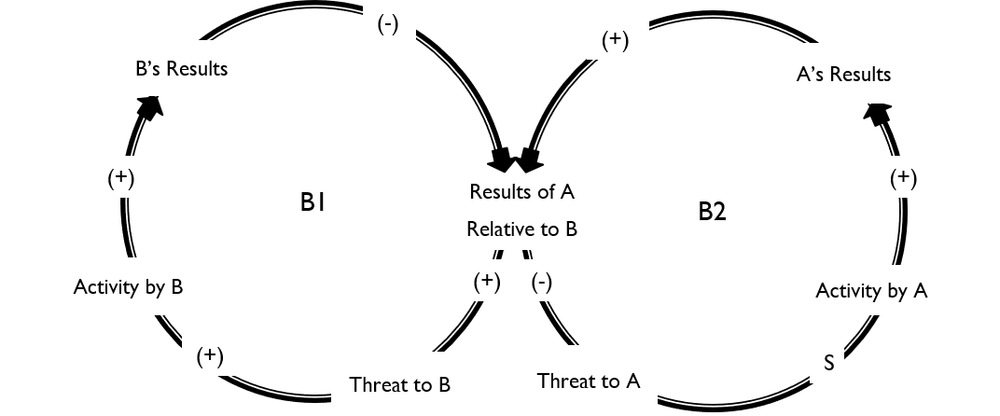 (-)
(+)
B's Results
A's Results
(+)
(+)
Results of A
Relative to B
B1
B2
(+)
(-)
Activity by B
Activity by A
(+)
S
Threat to B
Threat to A